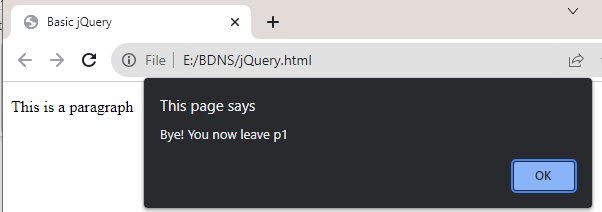 Basic jQuery
File E:/BDNS/jQuery.html
This is a paragraph
This page says
Bye! You now leave p1
OK